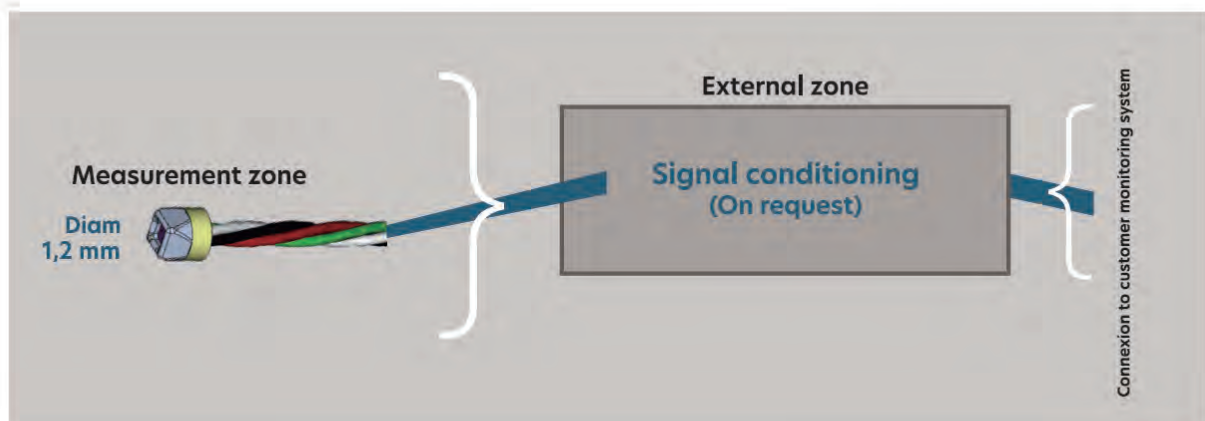 External zone
Measurement zone
Signal conditioning
(On request)
Diam
1,2 mm
Connexion to customer monitoring system